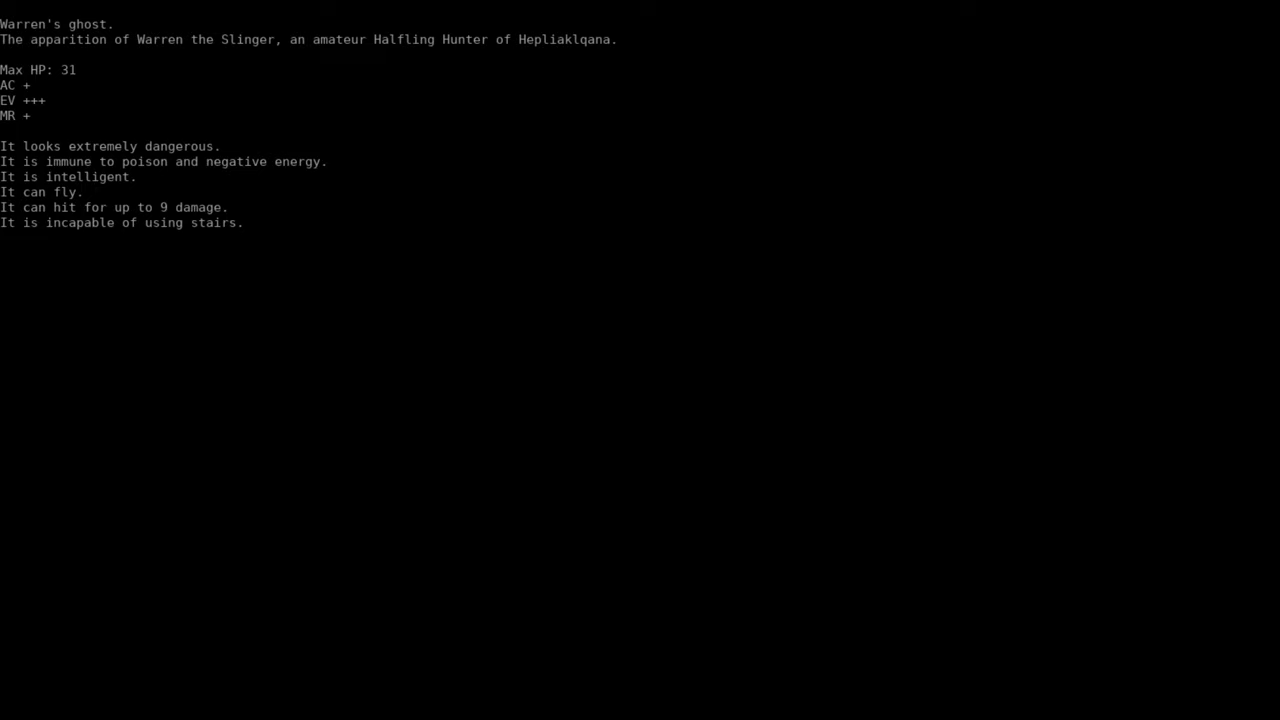 Warren's ghost.
The apparition of Warren the Slinger, an amateur Halfling Hunter of Hepliaklqana.
Max HP: 31
AC +
EV +++
MR +
It looks extremely dangerous.
It is immune to poison and negative energy.
It is intelligent.
It can fly.
It can hit for up to 9 damage.
It is incapable of using stairs.